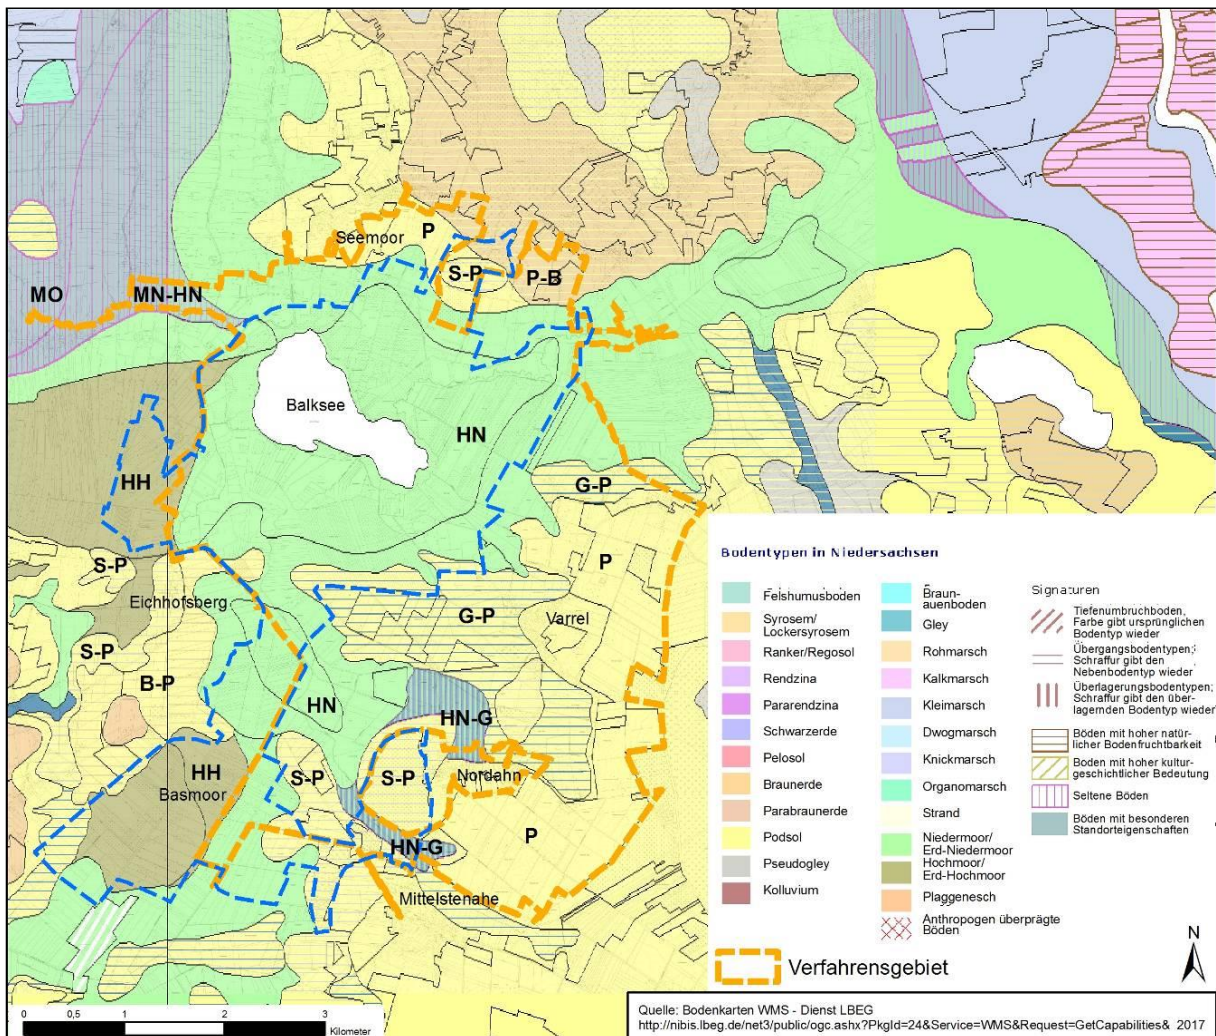 Seemoor
P
S-P
P-B
MO
MN-HN
Balksee
HN
HH
G-P
S-P
P
Eichhofsberg
G-P
Varrel
S-P
B-P
HN
HN-G
HH
Basmoor
S-P
S-P
Nordahn
P
HN-G
Mittelstenahe
Bodentypen in Niedersachsen
Felshumusboden
Syrosem/
Lockersyrosem
Ranker/Regosol
Rendzina
Pararendzina
Schwarzerde
Pelosol
Braunerde
Parabraunerde
Podsol
Pseudogley
Kolluvium
Braun-
auenboden
Gley
Rohmarsch
Kalkmarsch
Kleimarsch
Dwogmarsch
Knickmarsch
Organomarsch
Strand
Niedermoor/
Erd-Niedermoor
Hochmoor/
Erd-Hochmoor
Plaggenesch
Anthropogen überprägte
Böden
Signaturen
Tiefenumbruchboden,
Farbe gibt ursprünglichen
Bodentyp wieder
Übergangsbodentypen;
Schraffur gibt den
Nebenbodentyp wieder
Überlagerungsbodentypen;
Schraffur gibt den über-
lagernden Bodentyp wieder
Böden mit hoher natür-
licher Bodenfruchtbarkeit
Boden mit hoher kultur-
geschichtlicher Bedeutung
Seltene Böden
Böden mit besonderen
Standorteigenschaften
Verfahrensgebiet
N
0 0,5 1 2 3
Kilometer
Quelle: Bodenkarten WMS - Dienst LBEG
http://nibis.lbeg.de/net3/public/ogc.ashx?PkgId=24&Service=WMS&Request=GetCapabilities& 2017